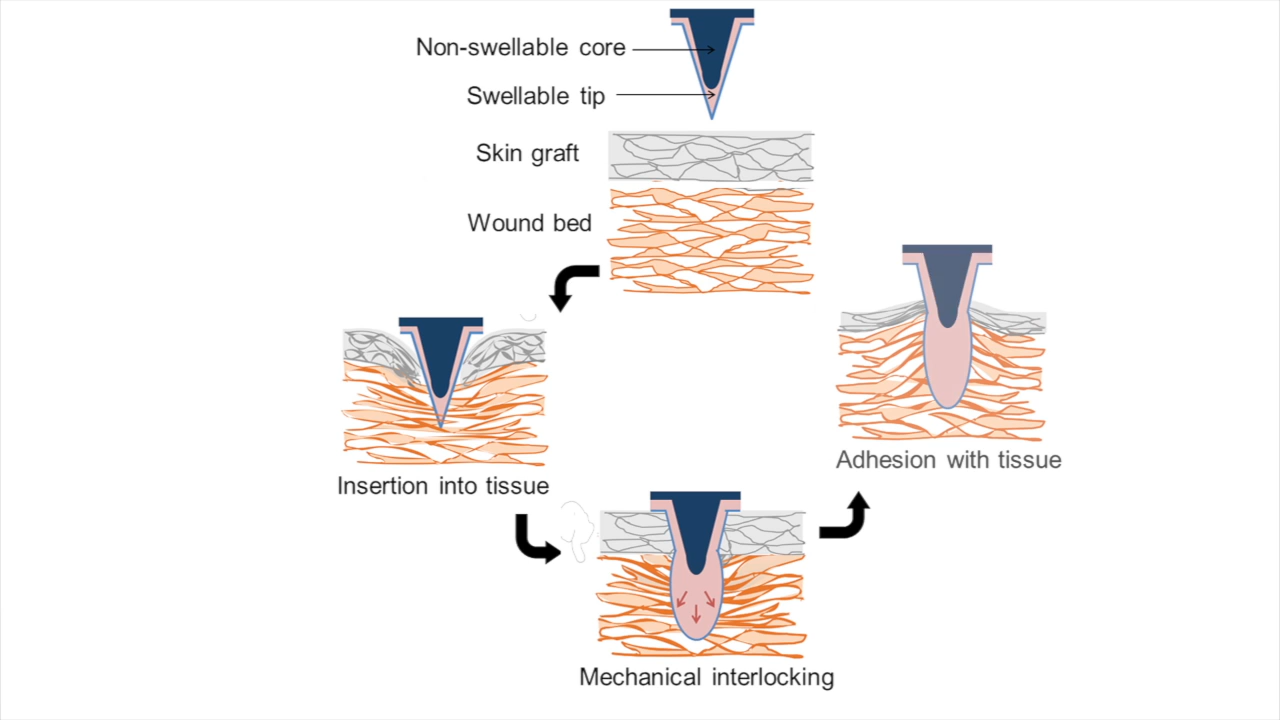 Non-swellable core
Swellable tip
Skin graft
Wound bed
Insertion into tissue
Mechanical interlocking
Adhesion with tissue